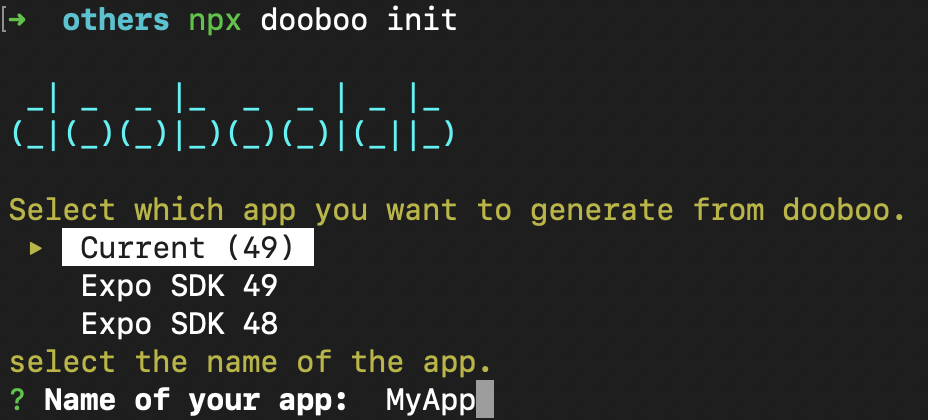 ➜ others npx dooboo init
 _| _  _ |_  _  _ | _ |_
(_|(_)(_)|_)(_)(_)|(_||_)
Select which app you want to generate from dooboo.
▸ Current (49)
Expo SDK 49
Expo SDK 48
select the name of the app.
? Name of your app: MyApp